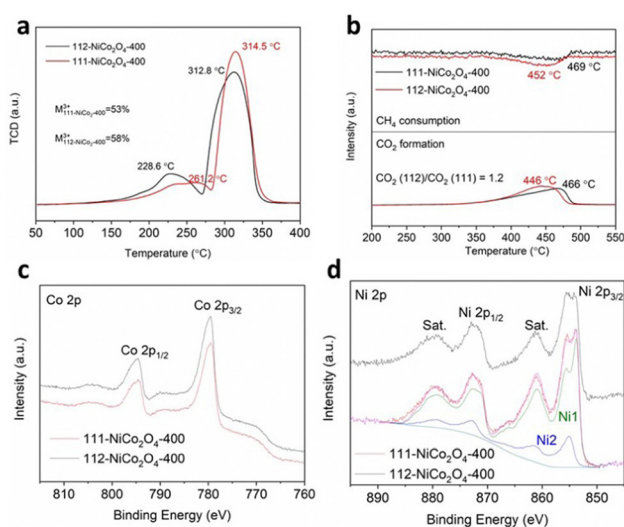 a
112-NiCo2O4-400
111-NiCo2O4-400
314.5 °C
312.8 °C
M3+111-NiCo2-400=53%
M3+112-NiCo2-400=58%
228.6 °C
261.2 °C
TCD (a.u.)
50 100 150 200 250 300 350 400
Temperature (°C)
b
469 °C
111-NiCo2O4-400
452 °C
112-NiCo2O4-400
CH4 consumption
CO2 formation
446 °C
CO2 (112)/CO2 (111) = 1.2
466 °C
Intensity (a.u.)
200 250 300 350 400 450 500 550
Temperature (°C)
c
Co 2p
Co 2p3/2
Co 2p1/2
111-NiCo2O4-400
112-NiCo2O4-400
Intensity (a.u.)
810 800 790 780 770 760
Binding Energy (eV)
d
Ni 2p
Ni 2p3/2
Ni 2p1/2
Sat.
Sat.
Ni1
Ni2
111-NiCo2O4-400
112-NiCo2O4-400
Intensity (a.u.)
895 880 865 850
Binding Energy (eV)